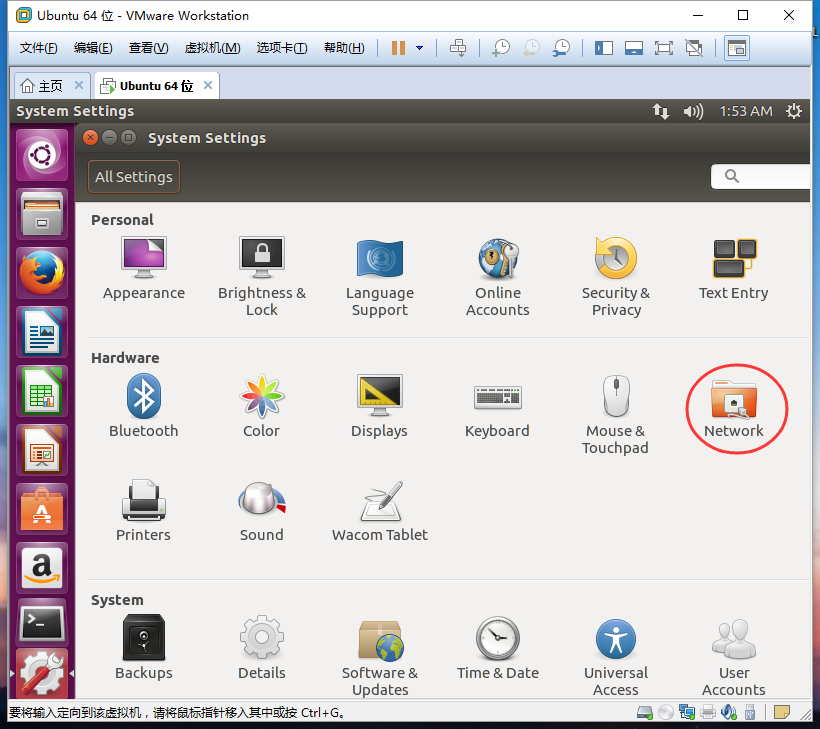 Ubuntu 64 位 - VMware Workstation
文件(F) 编辑(E) 查看(V) 虚拟机(M) 选项卡(T) 帮助(H)
主页 Ubuntu 64 位
System Settings 1:53 AM
System Settings
All Settings
Personal
Appearance
Brightness &
Lock
Language
Support
Online
Accounts
Security &
Privacy
Text Entry
Hardware
Bluetooth
Color
Displays
Keyboard
Mouse &
Touchpad
Network
Printers
Sound
Wacom Tablet
System
Backups
Details
Software &
Updates
Time & Date
Universal
Access
User
Accounts
要将输入定向到该虚拟机，请将鼠标指针移入其中或按 Ctrl+G。